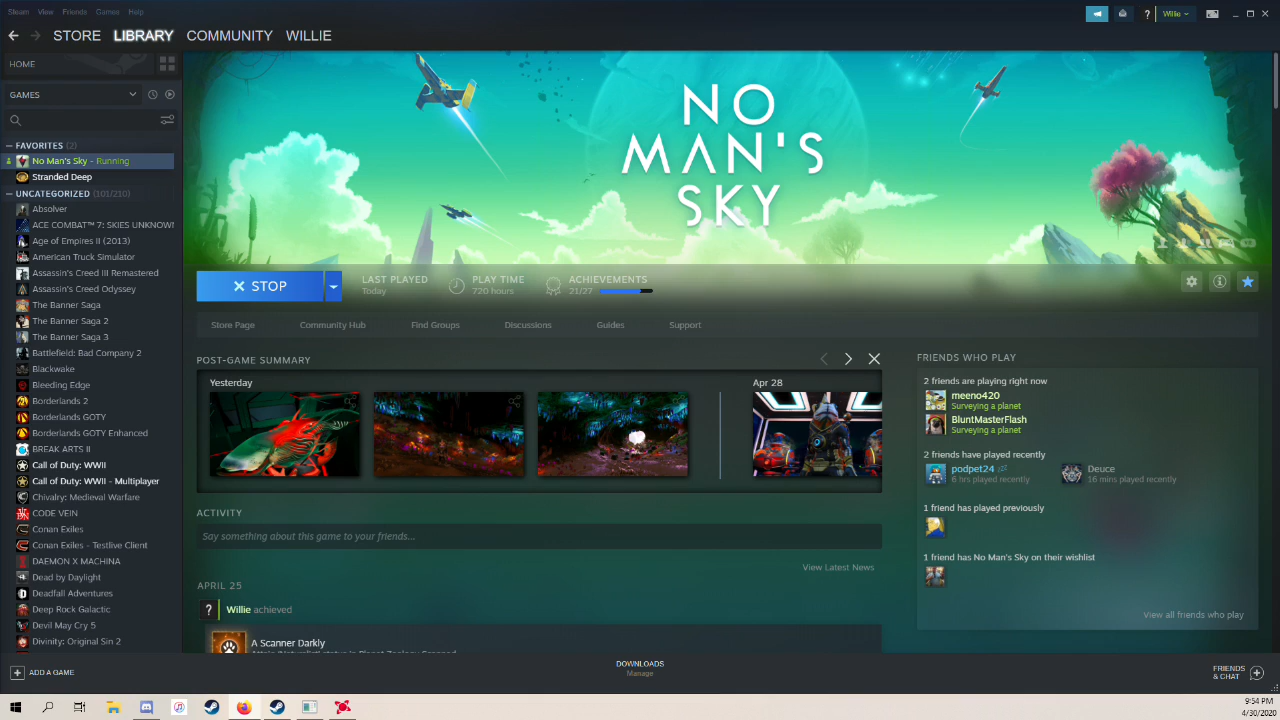 Steam View Friends Games Help
Willie
STORE LIBRARY COMMUNITY WILLIE
HOME
GAMES
FAVORITES (2)
No Man's Sky - Running
Stranded Deep
UNCATEGORIZED (101/210)
Absolver
ACE COMBAT™ 7: SKIES UNKNOWN
Age of Empires II (2013)
American Truck Simulator
Assassin's Creed III Remastered
Assassin's Creed Odyssey
The Banner Saga
The Banner Saga 2
The Banner Saga 3
Battlefield: Bad Company 2
Blackwake
Bleeding Edge
Borderlands 2
Borderlands GOTY
Borderlands GOTY Enhanced
BREAK ARTS II
Call of Duty: WWII
Call of Duty: WWII - Multiplayer
Chivalry: Medieval Warfare
CODE VEIN
Conan Exiles
Conan Exiles - Testlive Client
DAEMON X MACHINA
Dead by Daylight
Deadfall Adventures
Deep Rock Galactic
Devil May Cry 5
Divinity: Original Sin 2
NO
MAN'S
SKY
STOP
LAST PLAYED
Today
PLAY TIME
720 hours
ACHIEVEMENTS
21/27
Store Page Community Hub Find Groups Discussions Guides Support
POST-GAME SUMMARY
Yesterday
Apr 28
ACTIVITY
Say something about this game to your friends...
View Latest News
APRIL 25
? Willie achieved
A Scanner Darkly
FRIENDS WHO PLAY
2 friends are playing right now
meeno420
Surveying a planet
BluntMasterFlash
Surveying a planet
2 friends have played recently
podpet24
6 hrs played recently
Deuce
16 mins played recently
1 friend has played previously
1 friend has No Man's Sky on their wishlist
View all friends who play
ADD A GAME
DOWNLOADS
Manage
FRIENDS
& CHAT
9:54 PM
4/30/2020